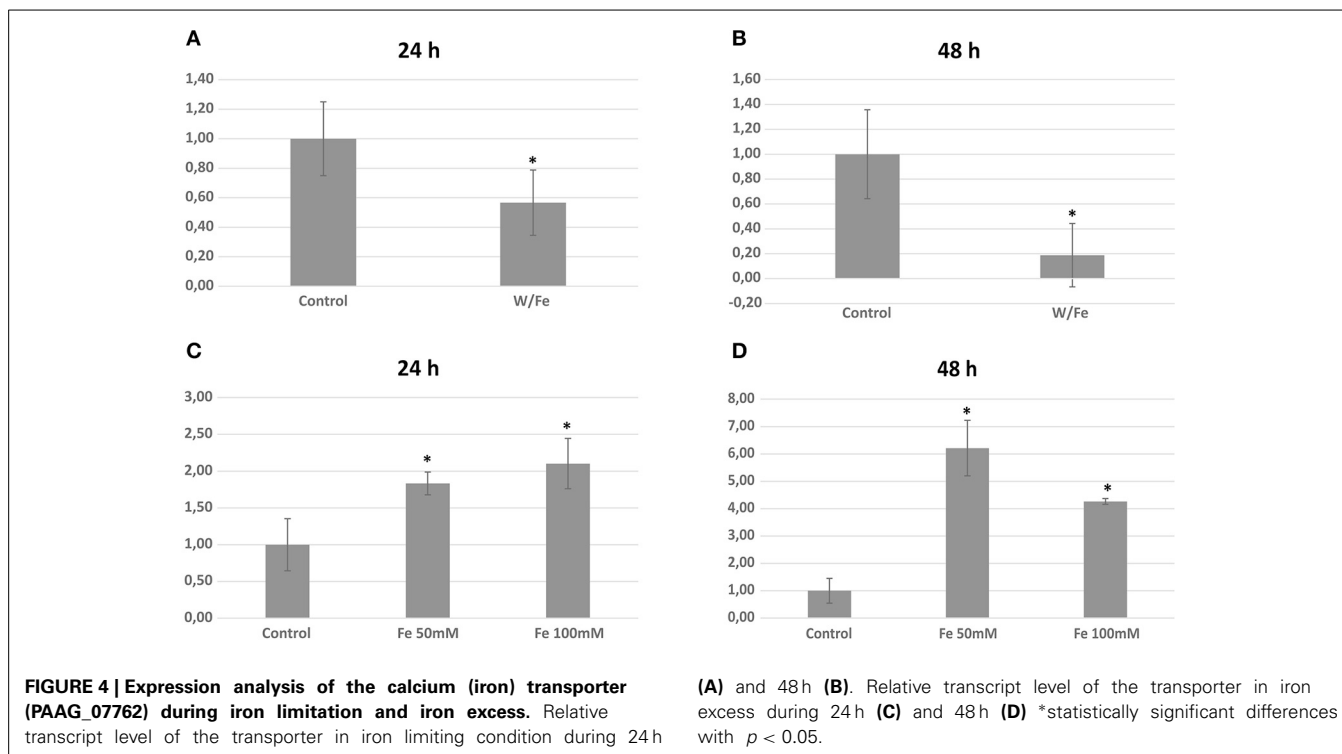 A
24 h
1,40
1,20
1,00
0,80
0,60
0,40
0,20
0,00
*
Control
W/Fe
B
48 h
1,60
1,40
1,20
1,00
0,80
0,60
0,40
0,20
0,00
-0,20
*
Control
W/Fe
C
24 h
3,00
2,50
2,00
1,50
1,00
0,50
0,00
*
*
Control
Fe 50mM
Fe 100mM
D
48 h
8,00
7,00
6,00
5,00
4,00
3,00
2,00
1,00
0,00
*
*
Control
Fe 50mM
Fe 100mM
FIGURE 4 | Expression analysis of the calcium (iron) transporter
(PAAG_07762) during iron limitation and iron excess. Relative
transcript level of the transporter in iron limiting condition during 24 h
(A) and 48 h (B). Relative transcript level of the transporter in iron
excess during 24 h (C) and 48 h (D) *statistically significant differences
with p < 0.05.